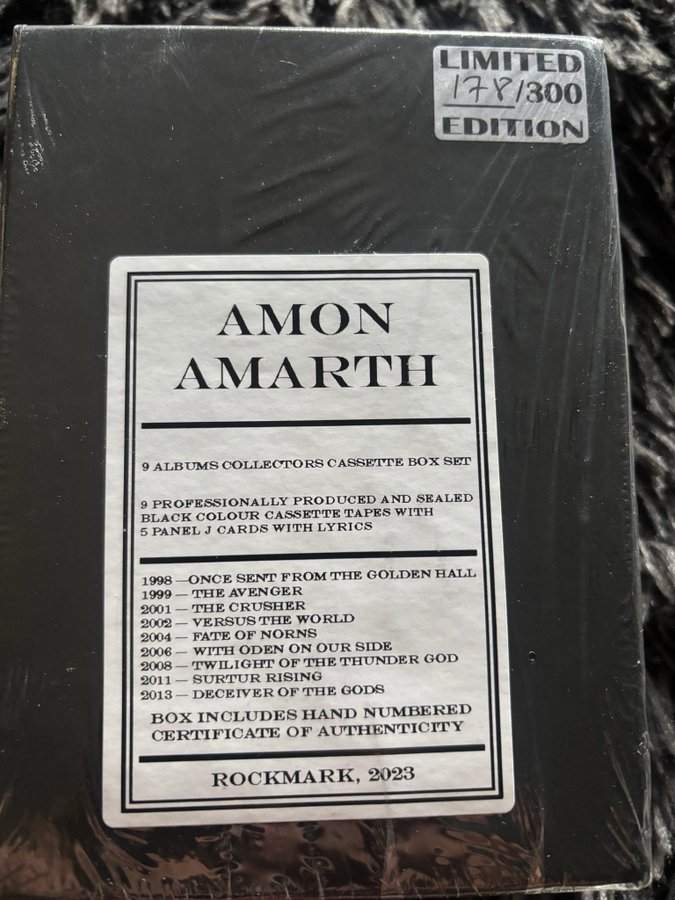 LIMITED
178/300
EDITION
AMON
AMARTH
9 ALBUMS COLLECTORS CASSETTE BOX SET
9 PROFESSIONALLY PRODUCED AND SEALED
BLACK COLOUR CASSETTE TAPES WITH
5 PANEL J CARDS WITH LYRICS
1998 — ONCE SENT FROM THE GOLDEN HALL
1999 — THE AVENGER
2001 — THE CRUSHER
2002 — VERSUS THE WORLD
2004 — FATE OF NORNS
2006 — WITH ODEN ON OUR SIDE
2008 — TWILIGHT OF THE THUNDER GOD
2011 — SURTUR RISING
2013 — DECEIVER OF THE GODS
BOX INCLUDES HAND NUMBERED
CERTIFICATE OF AUTHENTICITY
ROCKMARK, 2023